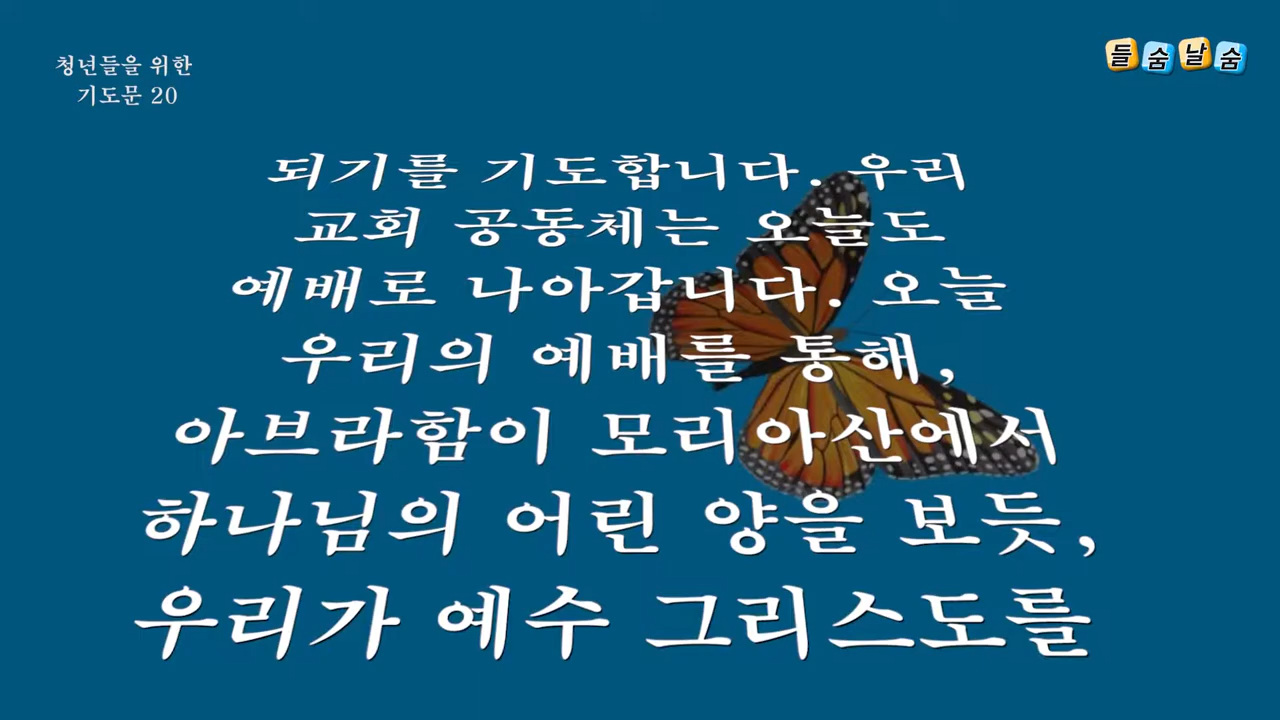 청년들을 위한
기도문 20
들숨날숨
되기를 기도합니다. 우리
교회 공동체는 오늘도
예배로 나아갑니다. 오늘
우리의 예배를 통해,
아브라함이 모리아산에서
하나님의 어린 양을 보듯,
우리가 예수 그리스도를